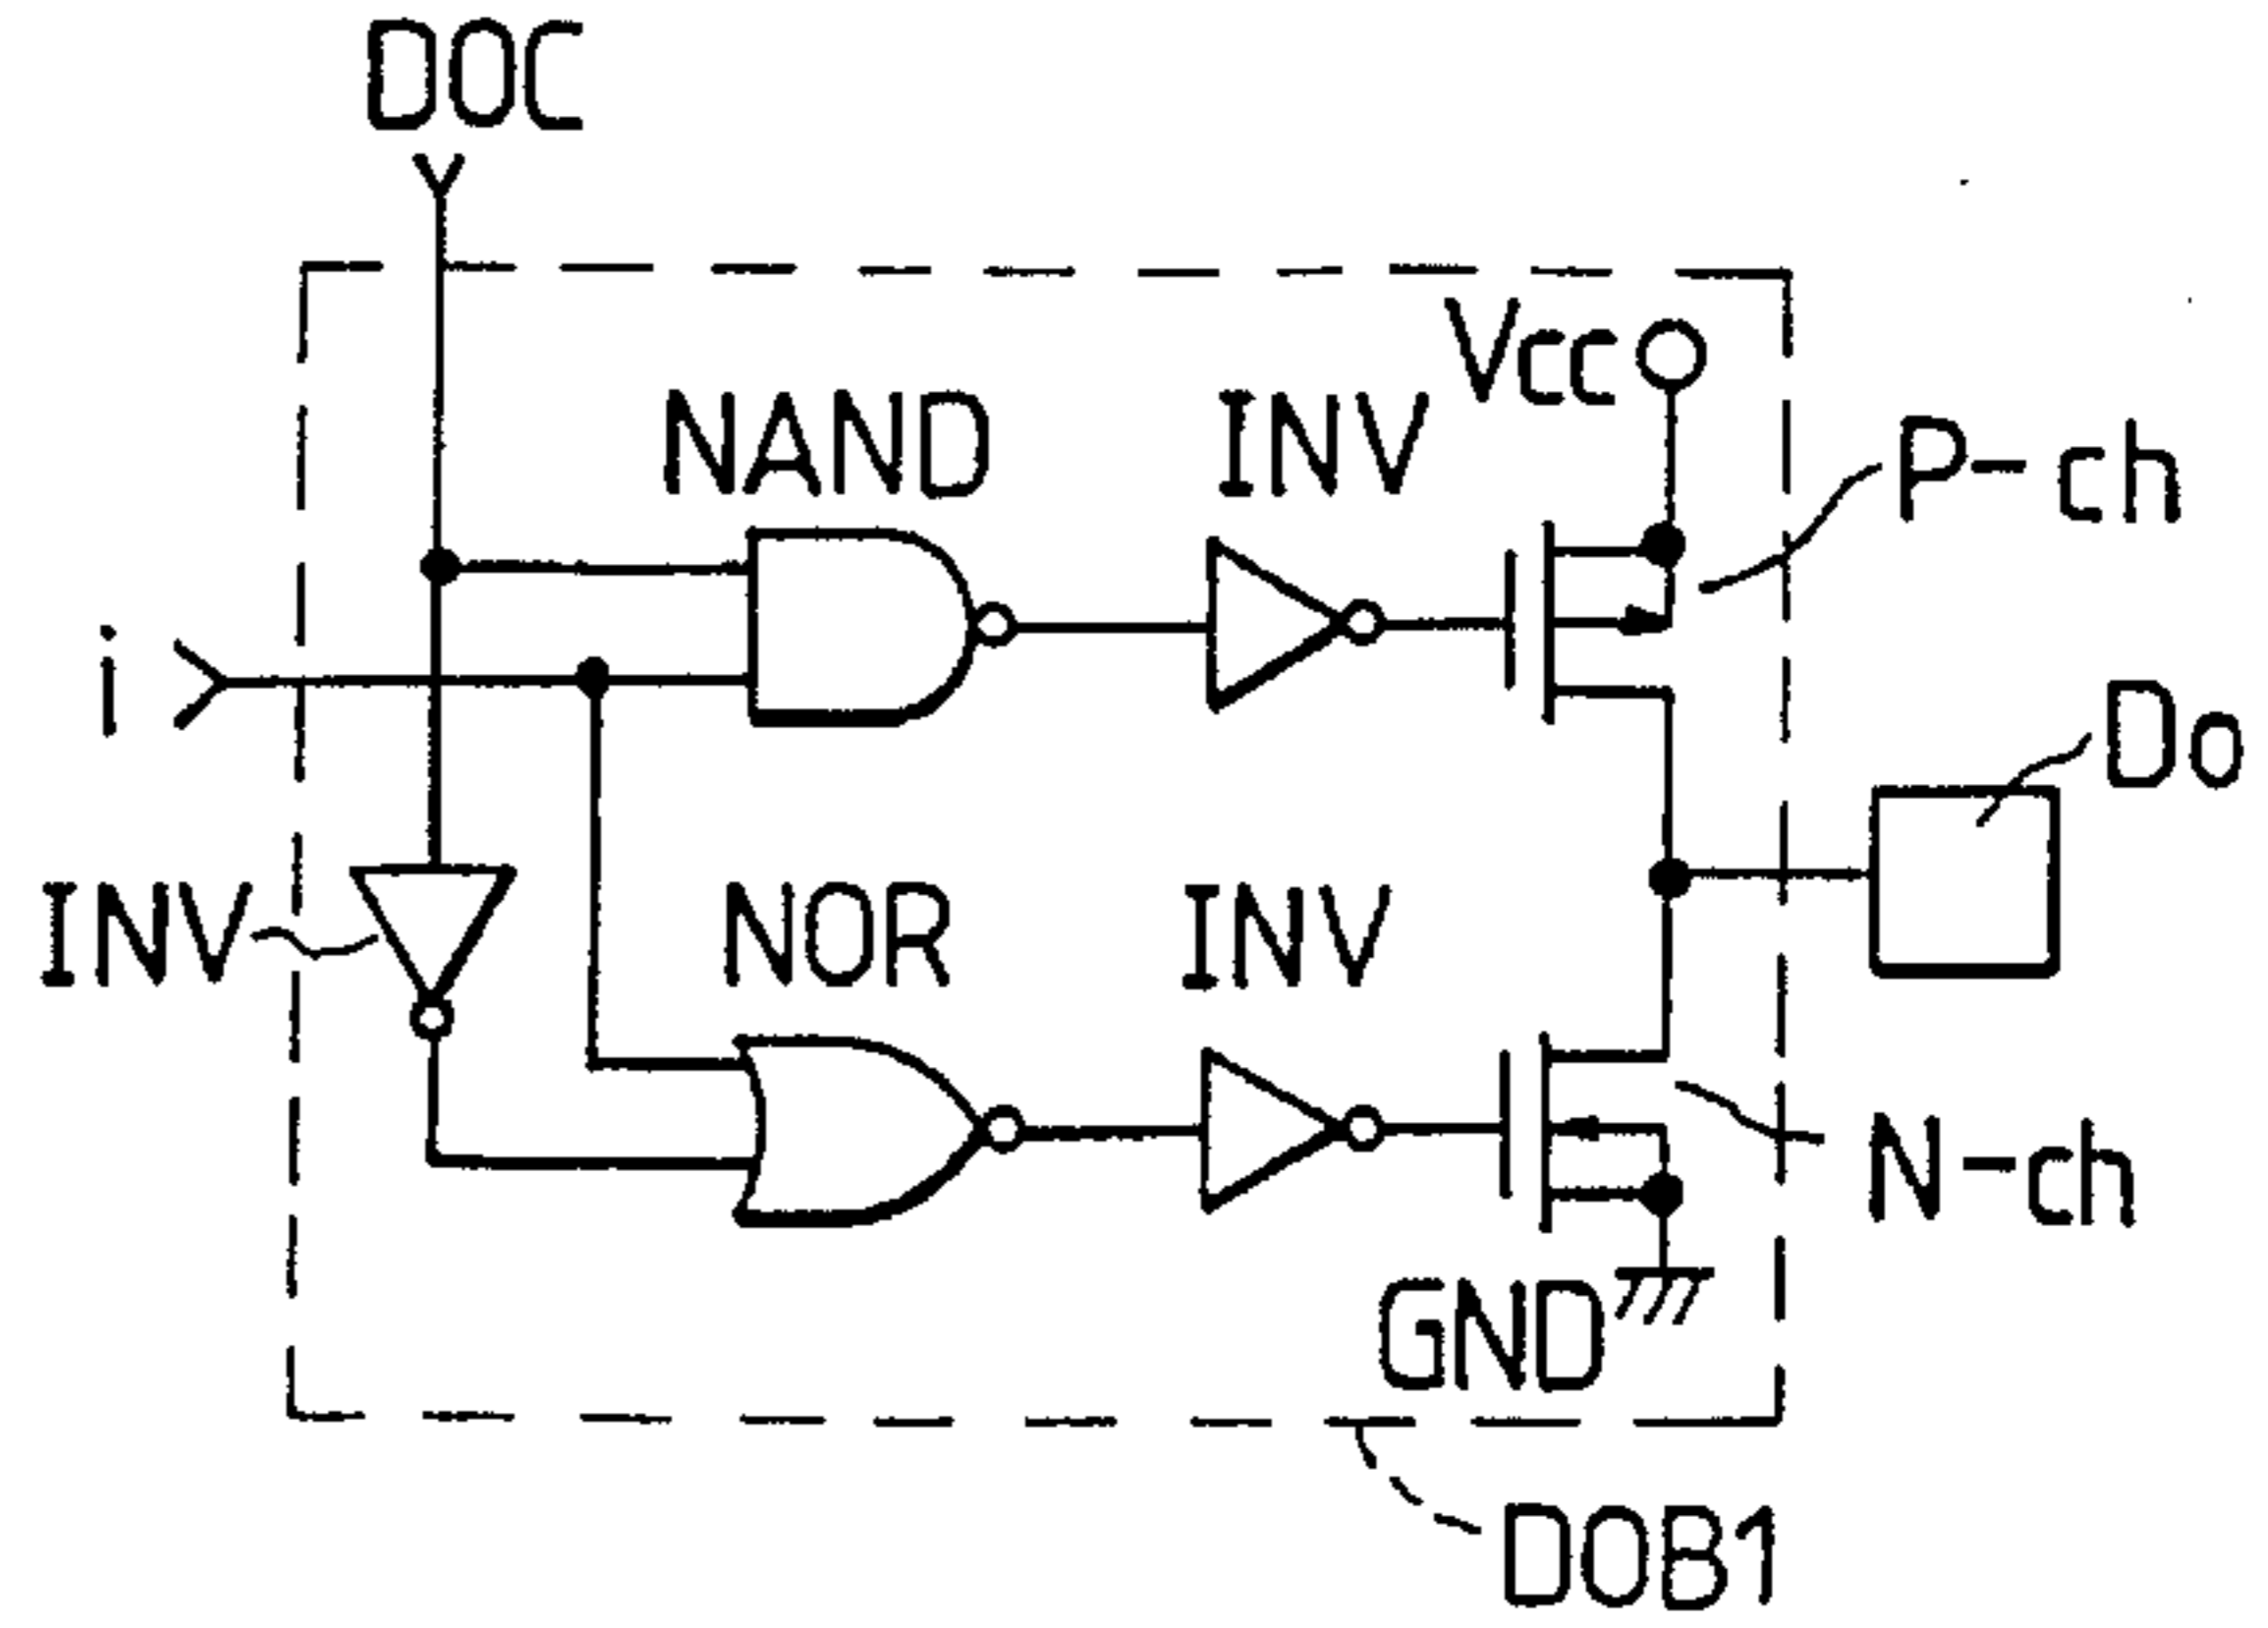 DOC
Vcc
NAND
INV
P-ch
i
Do
INV
NOR
INV
N-ch
GND
DOB1